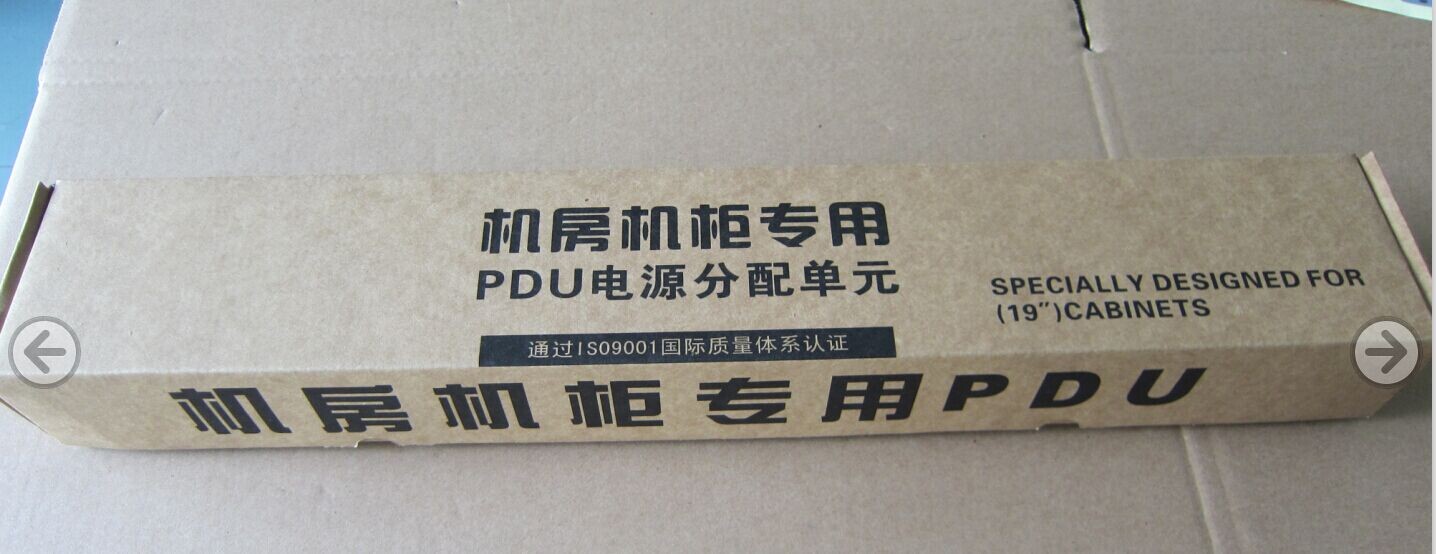 机房机柜专用
PDU电源分配单元
SPECIALLY DESIGNED FOR
(19")CABINETS
通过ISO9001国际质量体系认证
机房机柜专用PDU